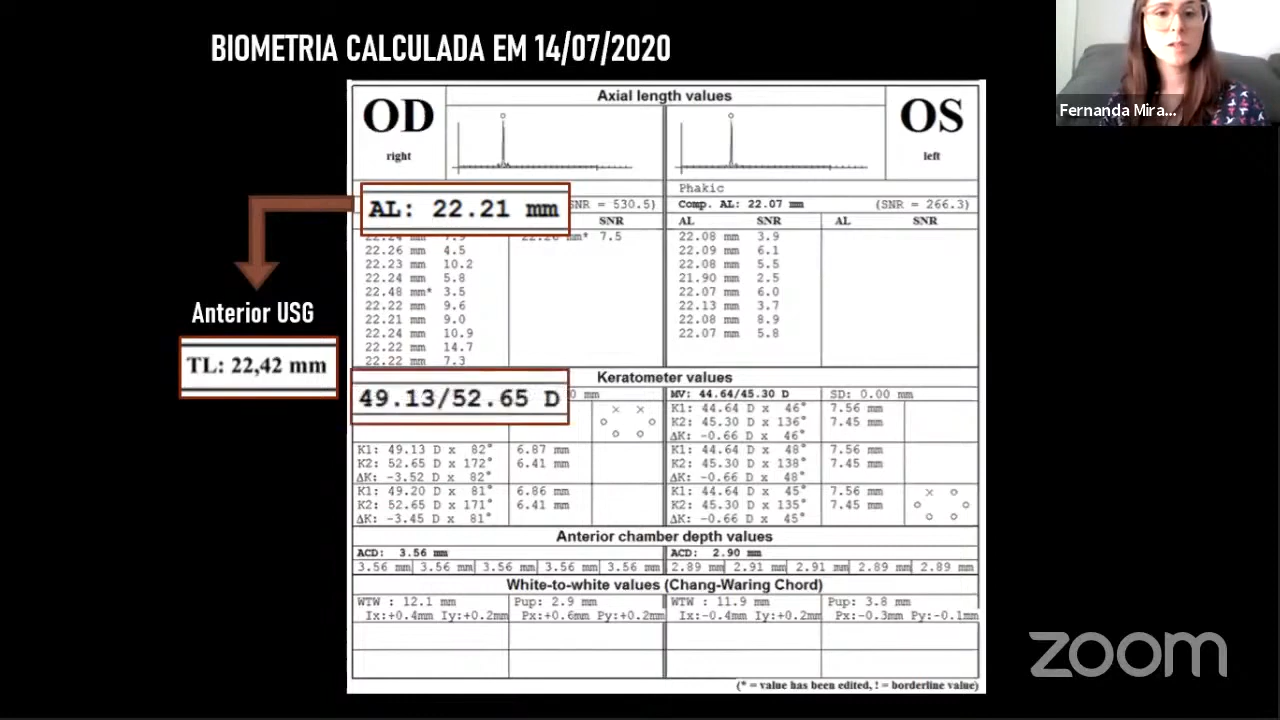 BIOMETRIA CALCULADA EM 14/07/2020
Fernanda Mira...
OD
right
Axial length values
OS
left
AL: 22.21 mm
SNR = 530.5)
SNR
22.24 mm 7.9
22.26 mm* 7.5
22.26 mm 4.5
22.23 mm 10.2
22.24 mm 5.8
22.48 mm* 3.5
22.22 mm 9.6
22.21 mm 9.0
22.24 mm 10.9
22.22 mm 14.7
22.22 mm 7.3
Phakic
Comp. AL: 22.07 mm (SNR = 266.3)
AL SNR AL SNR
22.08 mm 3.9
22.09 mm 6.1
22.08 mm 5.5
21.90 mm 2.5
22.07 mm 6.0
22.13 mm 3.7
22.08 mm 8.9
22.07 mm 5.8
Anterior USG
TL: 22,42 mm
Keratometer values
49.13/52.65 D
0 mm
K1: 49.13 D x 82° 6.87 mm
K2: 52.65 D x 172° 6.41 mm
ΔK: -3.52 D x 82°
K1: 49.20 D x 81° 6.86 mm
K2: 52.65 D x 171° 6.41 mm
ΔK: -3.45 D x 81°
MV: 44.64/45.30 D SD: 0.00 mm
K1: 44.64 D x 46° 7.56 mm
K2: 45.30 D x 136° 7.45 mm
ΔK: -0.66 D x 46°
K1: 44.64 D x 48° 7.56 mm
K2: 45.30 D x 138° 7.45 mm
ΔK: -0.66 D x 48°
K1: 44.64 D x 45° 7.56 mm
K2: 45.30 D x 135° 7.45 mm
ΔK: -0.66 D x 45°
Anterior chamber depth values
ACD: 3.56 mm ACD: 2.90 mm
3.56 mm 3.56 mm 3.56 mm 3.56 mm 3.56 mm 2.89 mm 2.91 mm 2.91 mm 2.89 mm 2.89 mm
White-to-white values (Chang-Waring Chord)
WTW : 12.1 mm Pup: 2.9 mm WTW : 11.9 mm Pup: 3.8 mm
Ix:+0.4mm Iy:+0.2mm Px:+0.6mm Py:+0.2mm Ix:-0.4mm Iy:+0.2mm Px:-0.3mm Py:-0.1mm
(* = value has been edited, ! = borderline value)
zoom